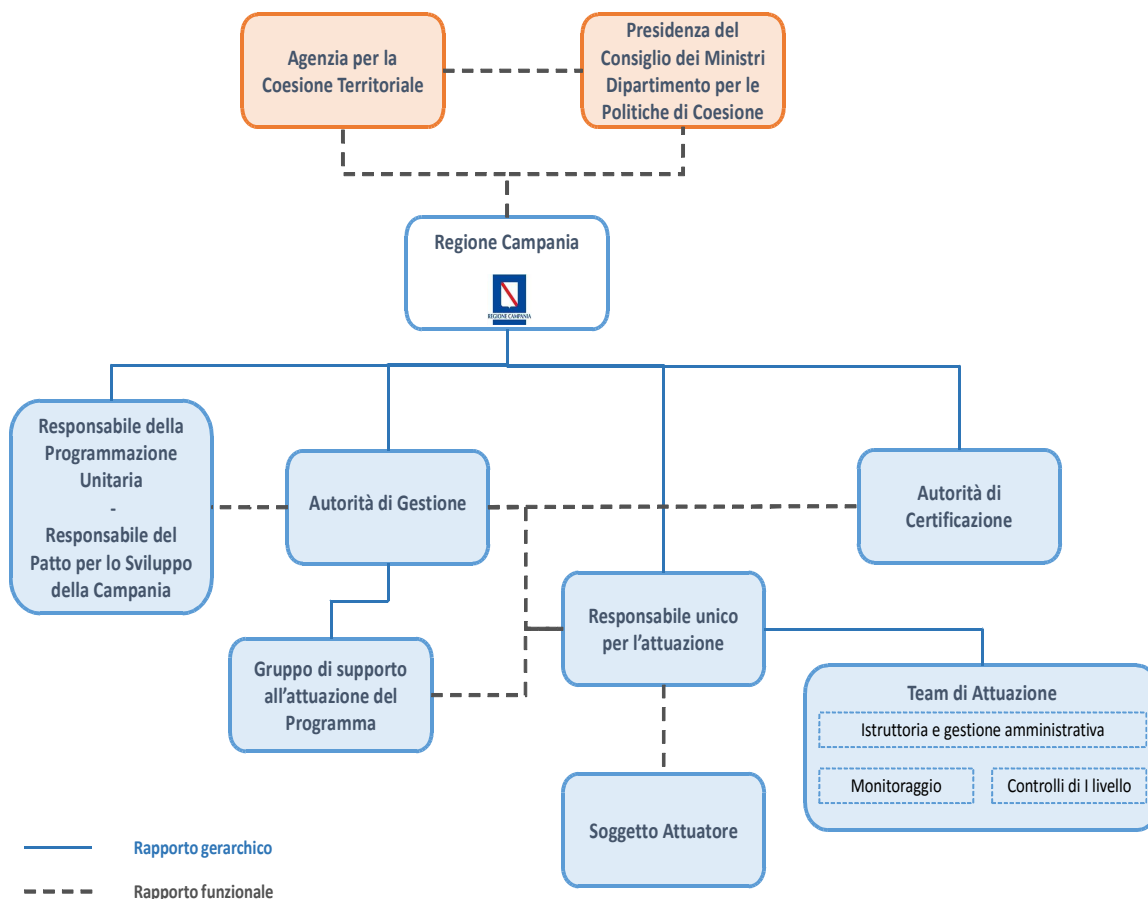 Agenzia per la
Coesione Territoriale
Presidenza del
Consiglio dei Ministri
Dipartimento per le
Politiche di Coesione
Regione Campania
REGIONE CAMPANIA
Responsabile della
Programmazione
Unitaria
-
Responsabile del
Patto per lo Sviluppo
della Campania
Autorità di Gestione
Autorità di
Certificazione
Responsabile unico
per l’attuazione
Gruppo di supporto
all’attuazione del
Programma
Team di Attuazione
Istruttoria e gestione amministrativa
Monitoraggio
Controlli di I livello
Soggetto Attuatore
Rapporto gerarchico
Rapporto funzionale